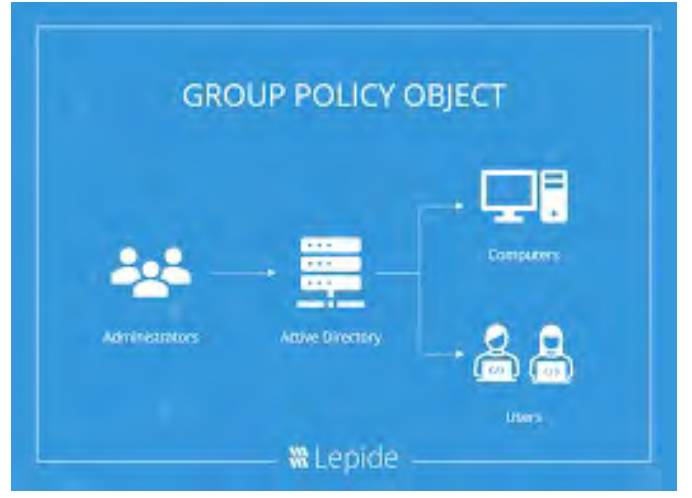 GROUP POLICY OBJECT
Computers
Administrators
Active Directory
Users
Lepide